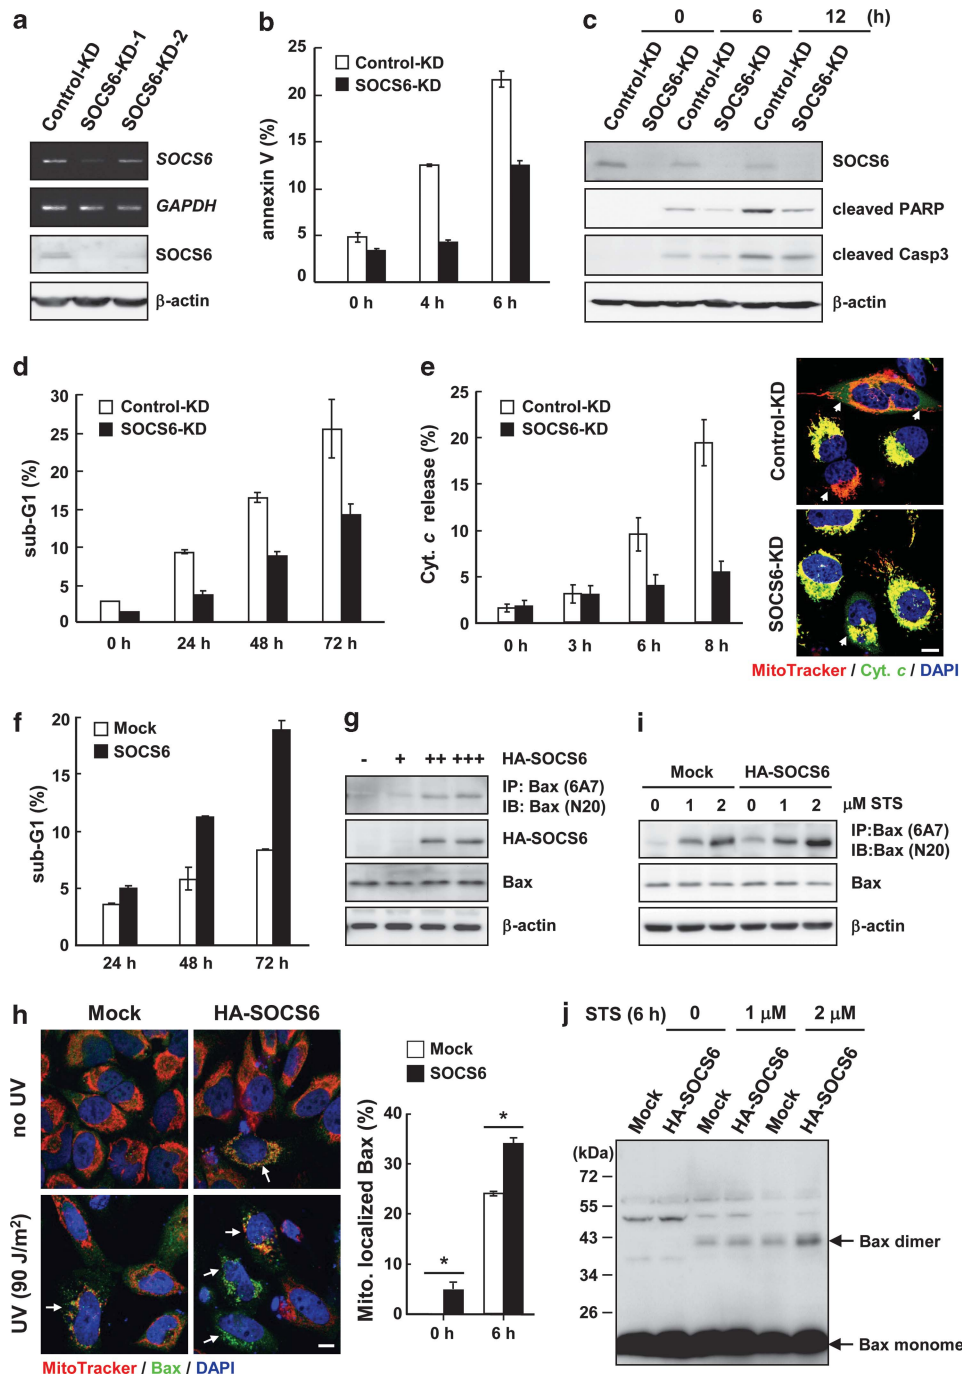 a
Control-KD
SOCS6-KD-1
SOCS6-KD-2
SOCS6
GAPDH
SOCS6
β-actin
b
annexin V (%)
25
20
15
10
5
0
Control-KD
SOCS6-KD
0 h
4 h
6 h
c
0
6
12
(h)
Control-KD
SOCS6-KD
Control-KD
SOCS6-KD
Control-KD
SOCS6-KD
SOCS6
cleaved PARP
cleaved Casp3
β-actin
d
sub-G1 (%)
30
25
20
15
10
5
0
Control-KD
SOCS6-KD
0 h
24 h
48 h
72 h
e
Cyt. c release (%)
25
20
15
10
5
0
Control-KD
SOCS6-KD
0 h
3 h
6 h
8 h
Control-KD
SOCS6-KD
MitoTracker / Cyt. c / DAPI
f
sub-G1 (%)
20
15
10
5
0
Mock
SOCS6
24 h
48 h
72 h
g
- + ++ +++ HA-SOCS6
IP: Bax (6A7)
IB: Bax (N20)
HA-SOCS6
Bax
β-actin
i
Mock
HA-SOCS6
0 1 2 0 1 2 μM STS
IP:Bax (6A7)
IB:Bax (N20)
Bax
β-actin
h
Mock
HA-SOCS6
no UV
UV (90 J/m²)
MitoTracker / Bax / DAPI
Mock
SOCS6
Mito. localized Bax (%)
40
30
20
10
0
*
*
0 h
6 h
j
STS (6 h)
0
1 μM
2 μM
Mock
HA-SOCS6
Mock
HA-SOCS6
Mock
HA-SOCS6
(kDa)
72
55
43
34
26
Bax dimer
Bax monome